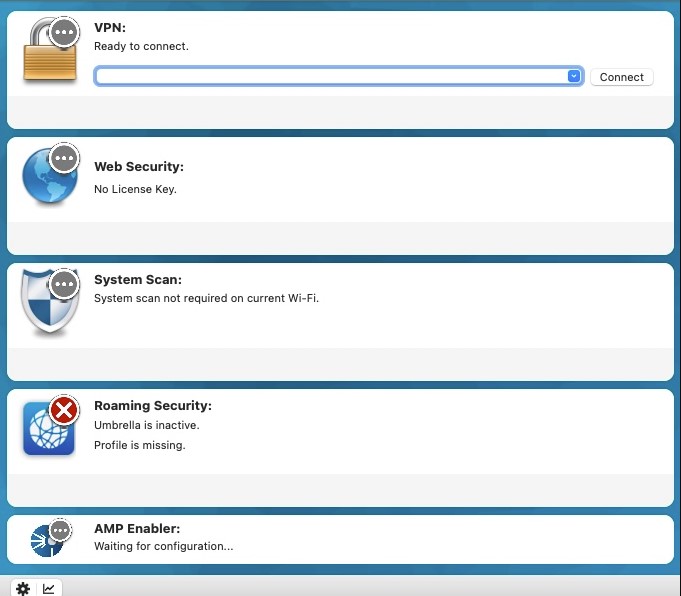 VPN:
Ready to connect.
Connect
Web Security:
No License Key.
System Scan:
System scan not required on current Wi-Fi.
Roaming Security:
Umbrella is inactive.
Profile is missing.
AMP Enabler:
Waiting for configuration...